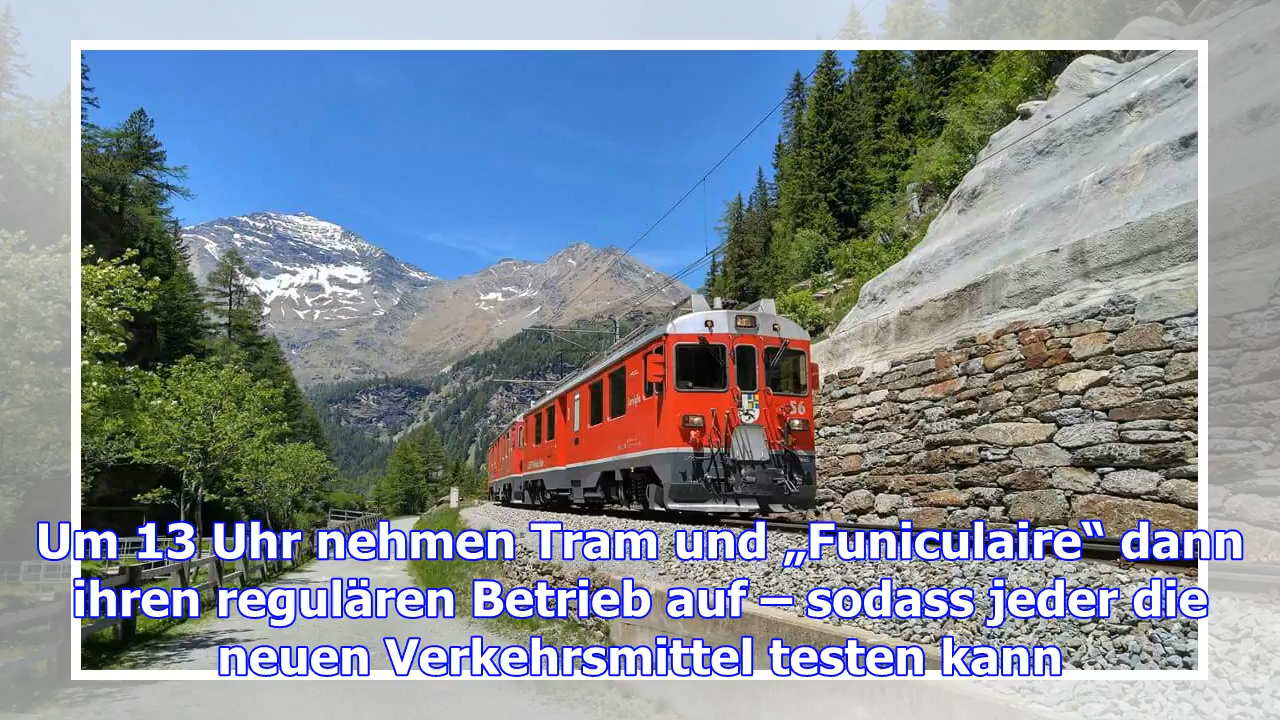 56
Um 13 Uhr nehmen Tram und „Funiculaire“ dann
ihren regulären Betrieb auf – sodass jeder die
neuen Verkehrsmittel testen kann